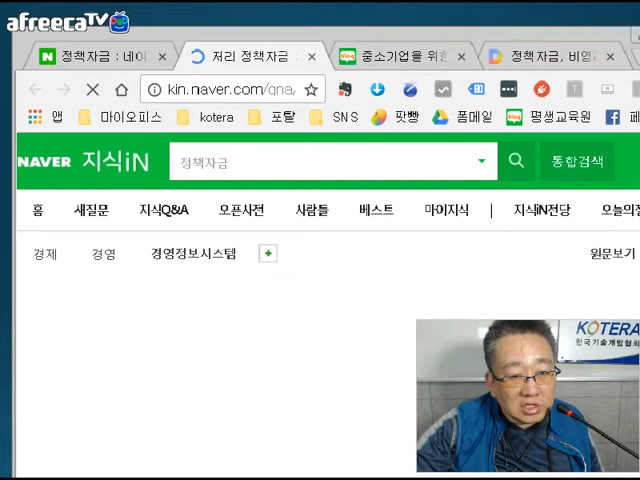 afreecaTV
정책자금 : 네이
저리 정책자금
중소기업을 위한
정책자금, 비영
kin.naver.com/qna/
앱
마이오피스
kotera
포탈
SNS
팟빵
폼메일
평생교육원
페
NAVER 지식iN
정책자금
통합검색
홈
새질문
지식Q&A
오픈사전
사람들
베스트
마이지식
지식iN전당
오늘의질
경제
경영
경영정보시스템
원문보기
KOTERA
한국기술개발협회